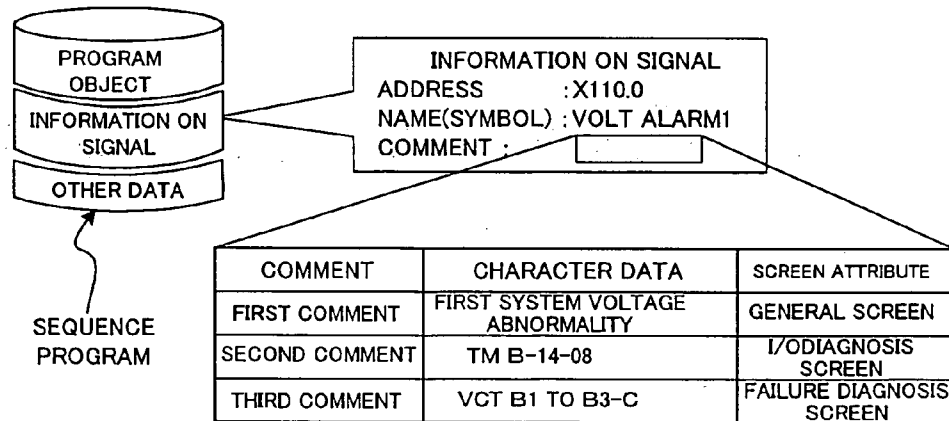 PROGRAM
OBJECT
INFORMATION ON
SIGNAL
OTHER DATA
SEQUENCE
PROGRAM
INFORMATION ON SIGNAL
ADDRESS :X110.0
NAME(SYMBOL) :VOLT ALARM1
COMMENT :
COMMENT CHARACTER DATA SCREEN ATTRIBUTE
FIRST COMMENT FIRST SYSTEM VOLTAGE ABNORMALITY GENERAL SCREEN
SECOND COMMENT TM B-14-08 I/ODIAGNOSIS SCREEN
THIRD COMMENT VCT B1 TO B3-C FAILURE DIAGNOSIS SCREEN